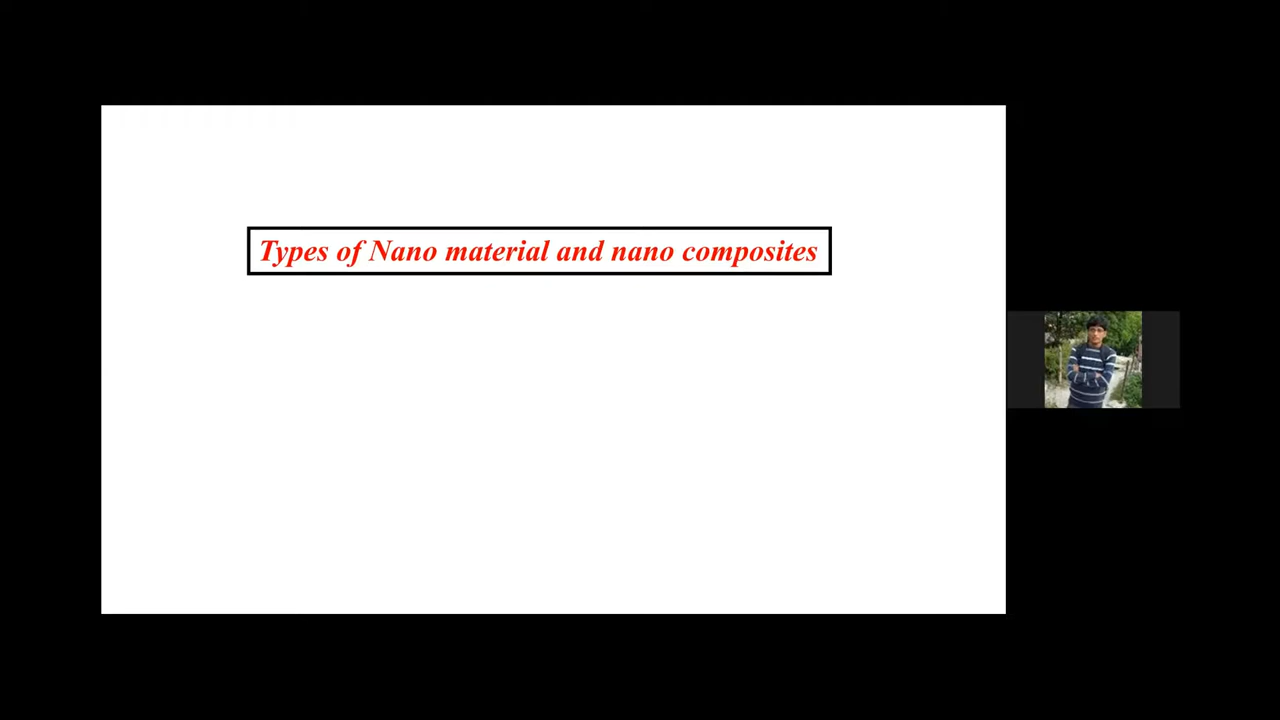 Types of Nano material and nano composites